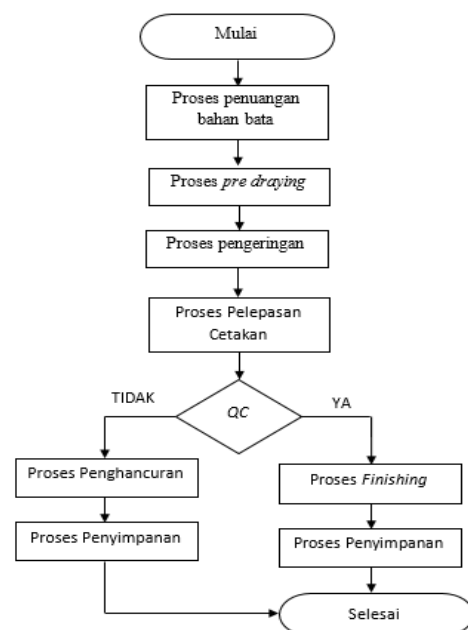 Mulai
Proses penuangan
bahan bata
Proses pre draying
Proses pengeringan
Proses Pelepasan
Cetakan
TIDAK
QC
YA
Proses Penghancuran
Proses Finishing
Proses Penyimpanan
Proses Penyimpanan
Selesai